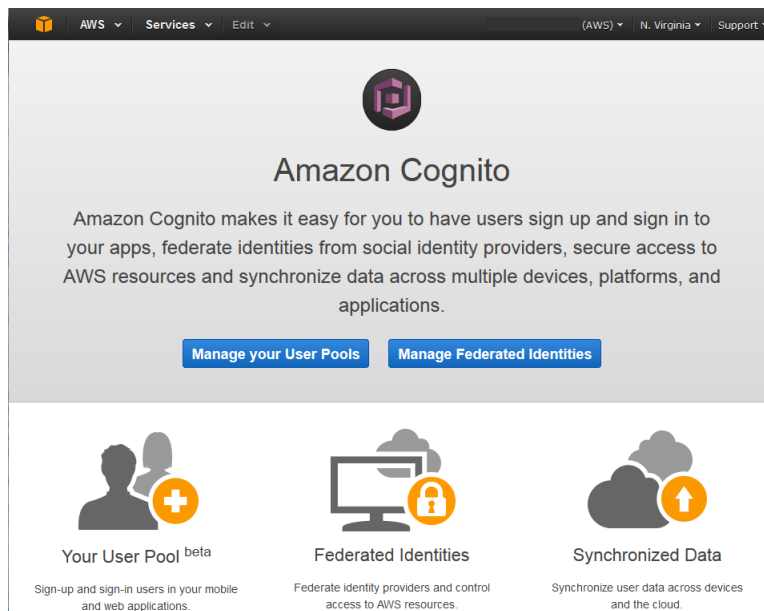 AWS Services Edit (AWS) N. Virginia Support
Amazon Cognito
Amazon Cognito makes it easy for you to have users sign up and sign in to
your apps, federate identities from social identity providers, secure access to
AWS resources and synchronize data across multiple devices, platforms, and
applications.
Manage your User Pools Manage Federated Identities
Your User Pool beta
Sign-up and sign-in users in your mobile
and web applications.
Federated Identities
Federate identity providers and control
access to AWS resources.
Synchronized Data
Synchronize user data across devices
and the cloud.